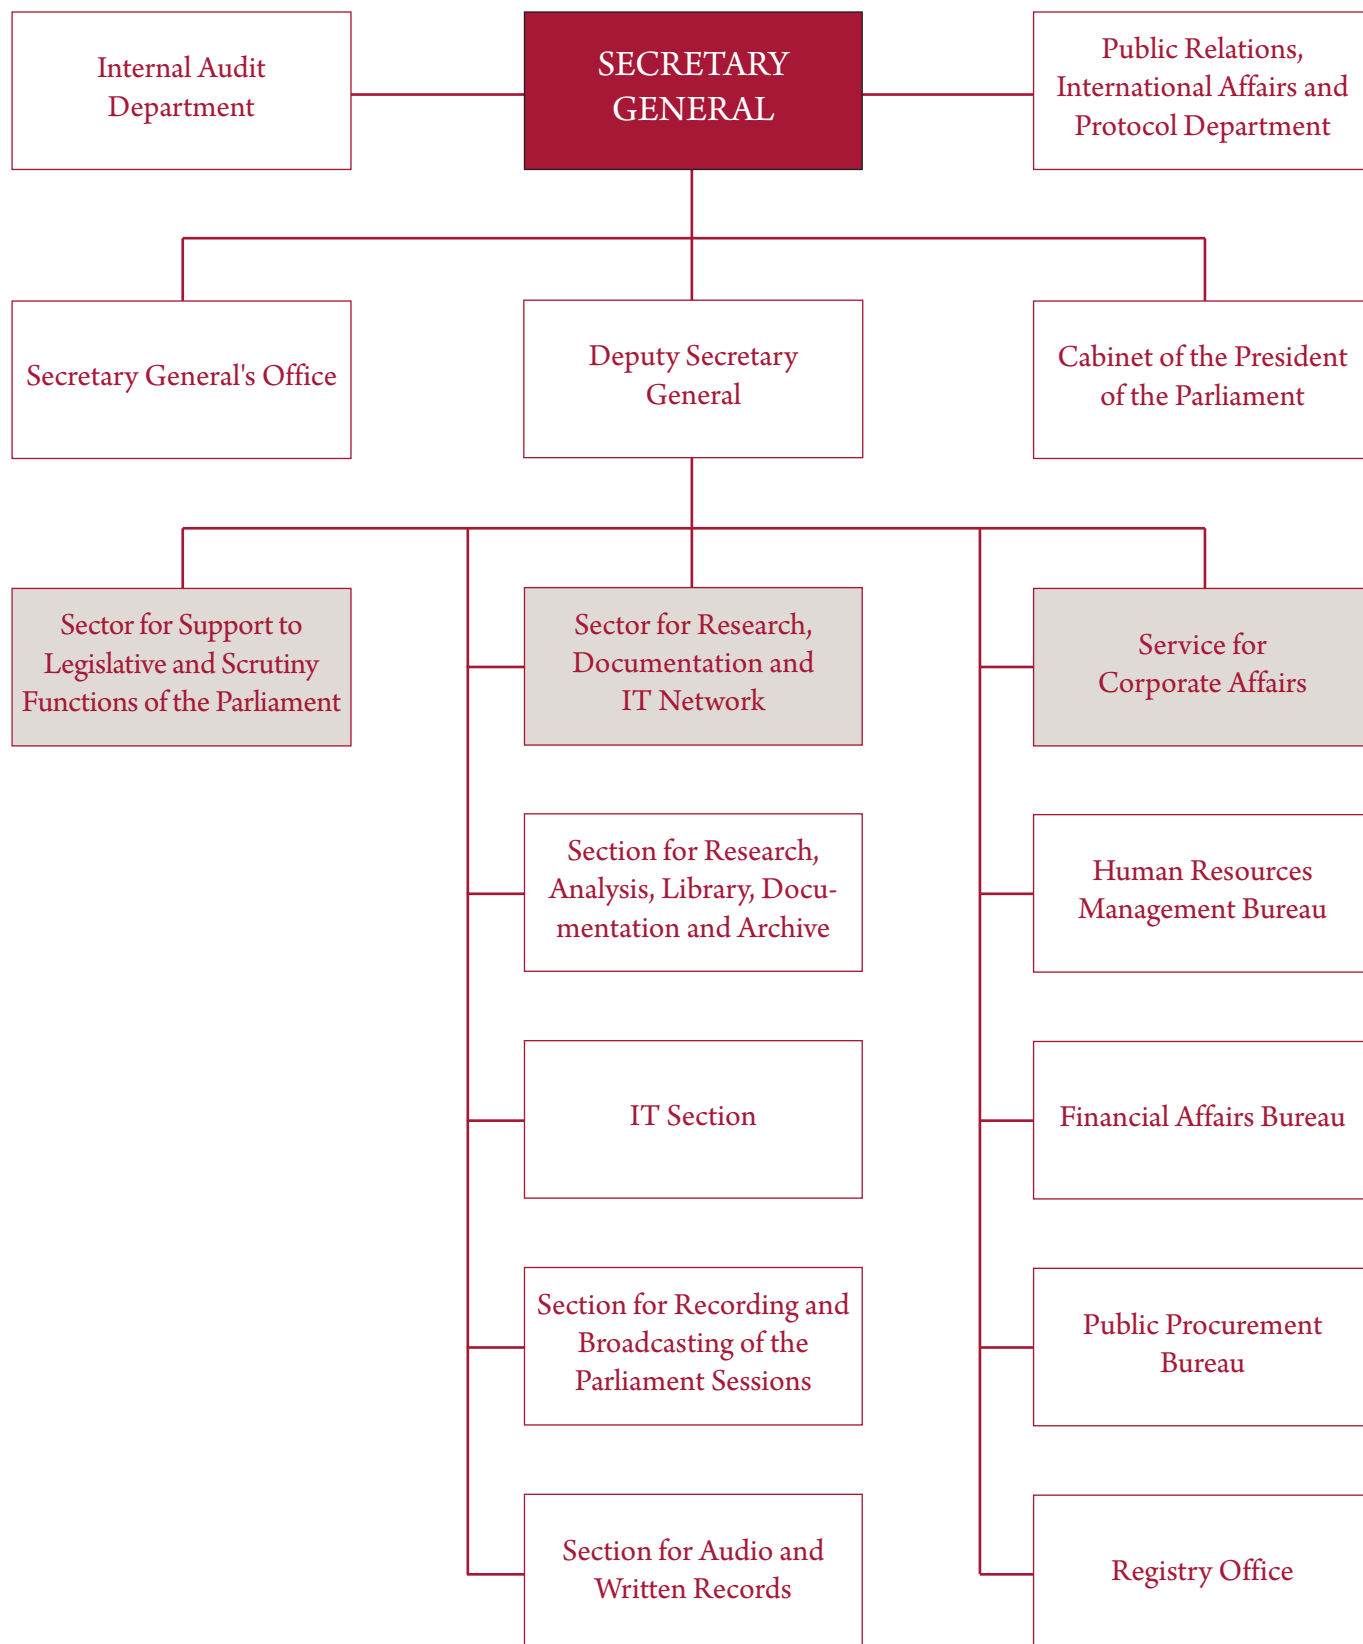 Internal Audit
Department
SECRETARY
GENERAL
Public Relations,
International Affairs and
Protocol Department
Secretary General's Office
Deputy Secretary
General
Cabinet of the President
of the Parliament
Sector for Support to
Legislative and Scrutiny
Functions of the Parliament
Sector for Research,
Documentation and
IT Network
Service for
Corporate Affairs
Section for Research,
Analysis, Library, Docu-
mentation and Archive
Human Resources
Management Bureau
IT Section
Financial Affairs Bureau
Section for Recording and
Broadcasting of the
Parliament Sessions
Public Procurement
Bureau
Section for Audio and
Written Records
Registry Office